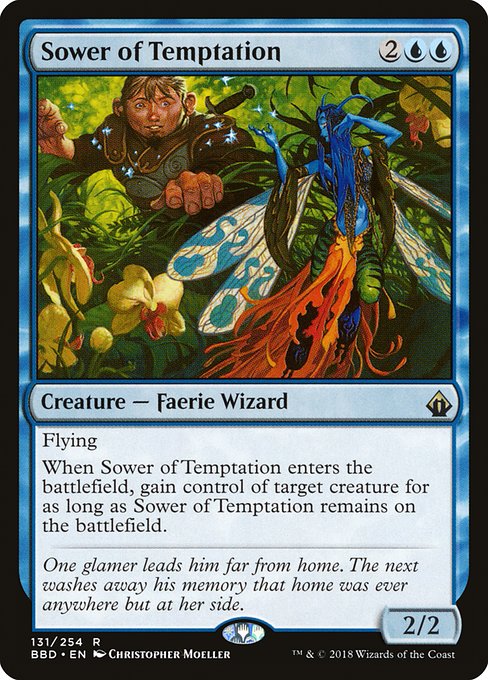 Sower of Temptation 2
Creature — Faerie Wizard
Flying
When Sower of Temptation enters the
battlefield, gain control of target creature for
as long as Sower of Temptation remains on
the battlefield.
One glamer leads him far from home. The next
washes away his memory that home was ever
anywhere but at her side.
2/2
131/254 R
BBD • EN Christopher Moeller
™ & © 2018 Wizards of the Coast